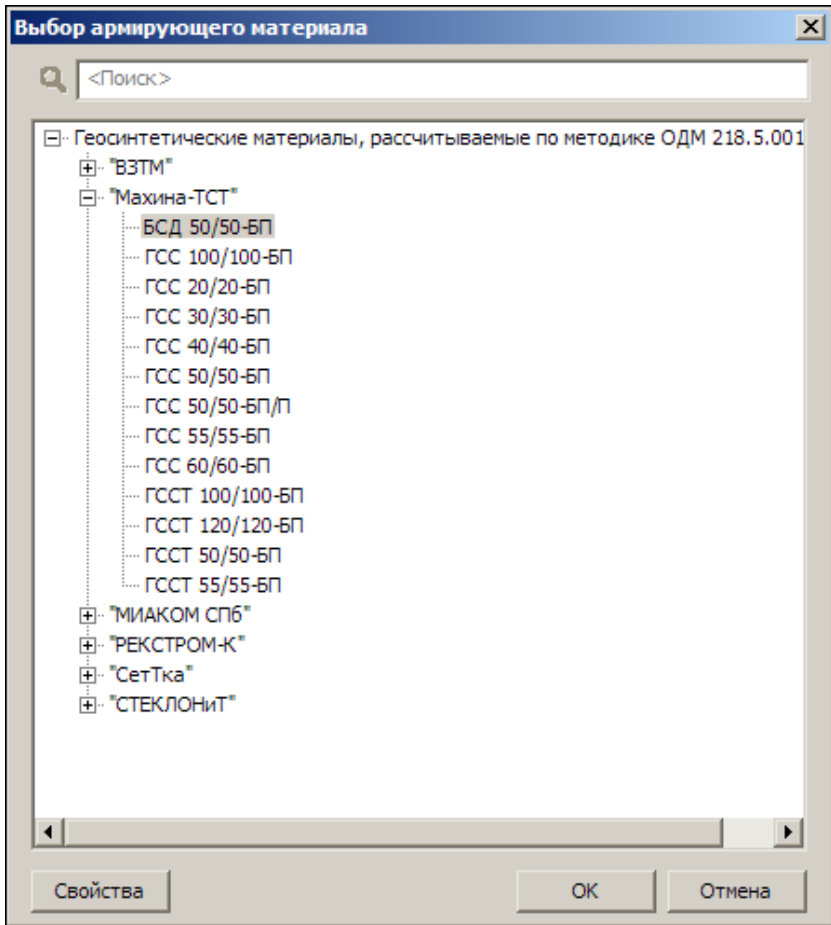 Выбор армирующего материала
<Поиск>
Геосинтетические материалы, рассчитываемые по методике ОДМ 218.5.001
"ВЗТМ"
"Махина-ТСТ"
БСД 50/50-БП
ГСС 100/100-БП
ГСС 20/20-БП
ГСС 30/30-БП
ГСС 40/40-БП
ГСС 50/50-БП
ГСС 50/50-БП/П
ГСС 55/55-БП
ГСС 60/60-БП
ГССТ 100/100-БП
ГССТ 120/120-БП
ГССТ 50/50-БП
ГССТ 55/55-БП
"МИАКОМ СПб"
"РЕКСТРОМ-К"
"СетТка"
"СТЕКЛОНиТ"
Свойства OK Отмена